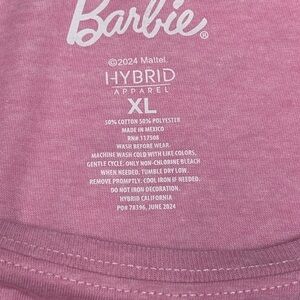 Barbie®
©2024 Mattel.
HYBRID
APPAREL
XL
50% COTTON 50% POLYESTER
MADE IN MEXICO
RN#:117508
WASH BEFORE WEAR.
MACHINE WASH COLD WITH LIKE COLORS,
GENTLE CYCLE. ONLY NON-CHLORINE BLEACH
WHEN NEEDED. TUMBLE DRY LOW.
REMOVE PROMPTLY. COOL IRON IF NEEDED.
DO NOT IRON DECORATION.
HYBRID CALIFORNIA
PO# 78396, JUNE 2024